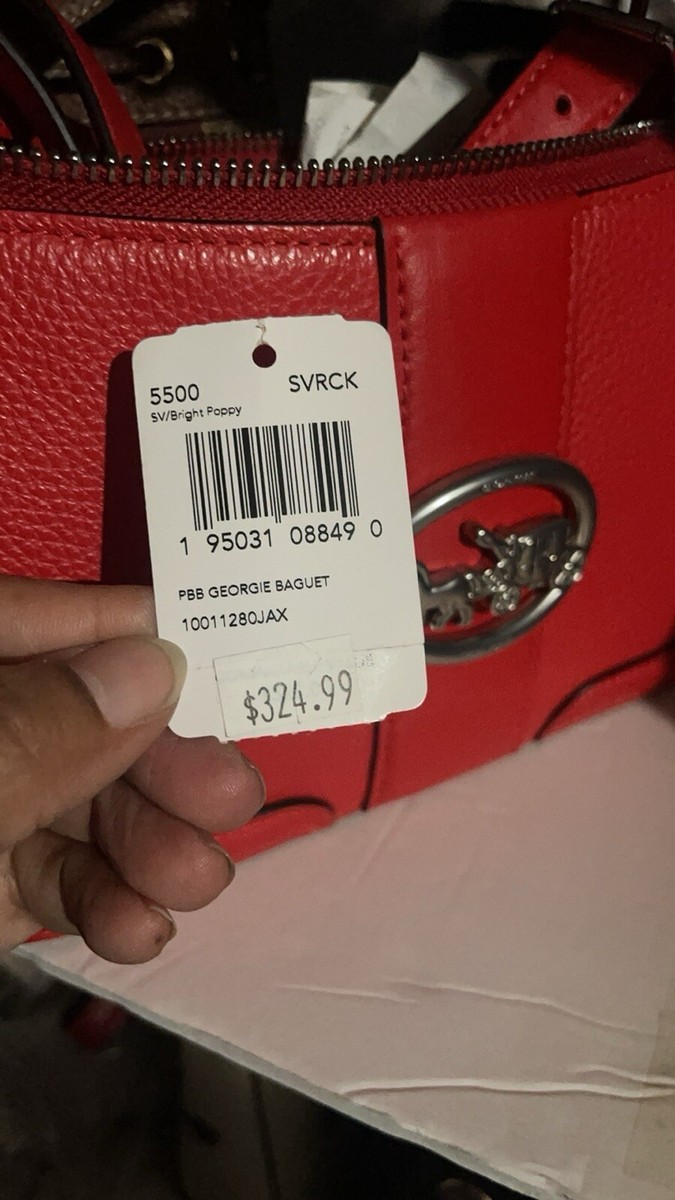 5500 SVRCK
SV/Bright Poppy
1 95031 08849 0
PBB GEORGIE BAGUET
10011280JAX
$324.99